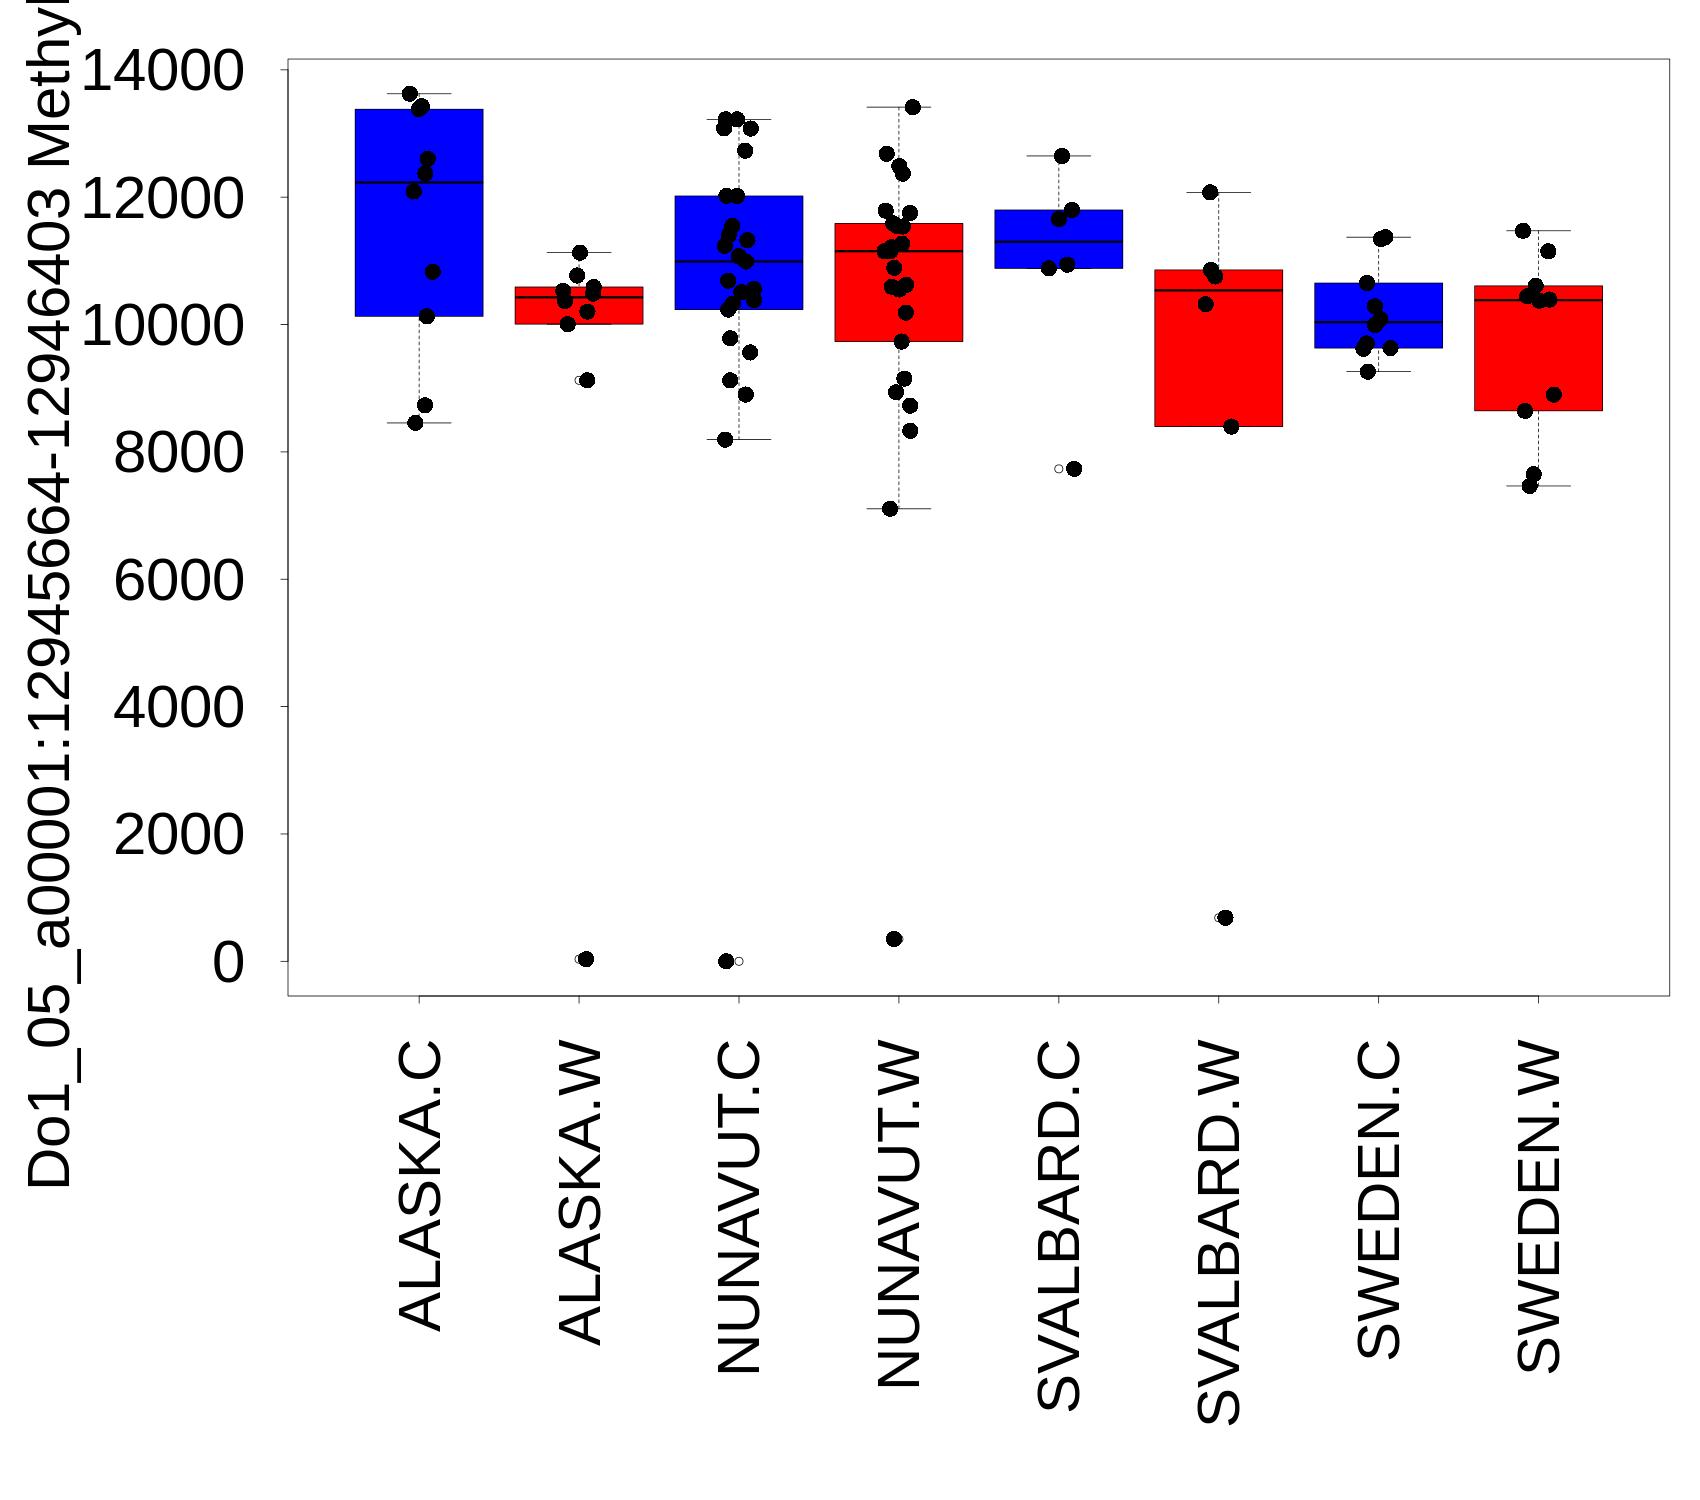 Do1_05_a00001:12945664-12946403 Methyl
14000
12000
10000
8000
6000
4000
2000
0
ALASKA.C
ALASKA.W
NUNAVUT.C
NUNAVUT.W
SVALBARD.C
SVALBARD.W
SWEDEN.C
SWEDEN.W